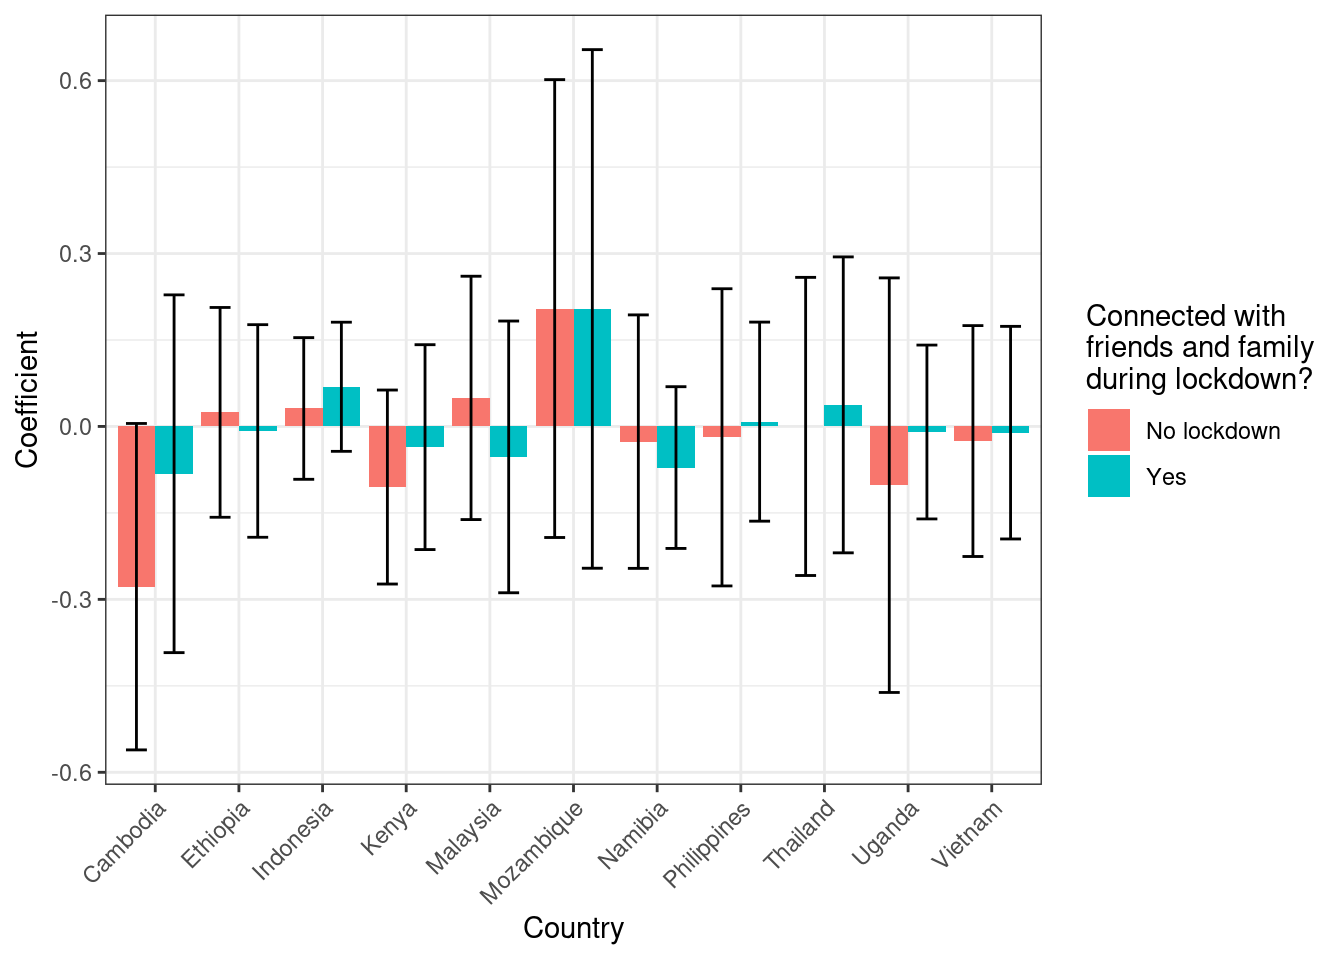 0.6
0.3
0.0
-0.3
-0.6
Coefficient
Cambodia
Ethiopia
Indonesia
Kenya
Malaysia
Mozambique
Namibia
Philippines
Thailand
Uganda
Vietnam
Country
Connected with
friends and family
during lockdown?
No lockdown
Yes